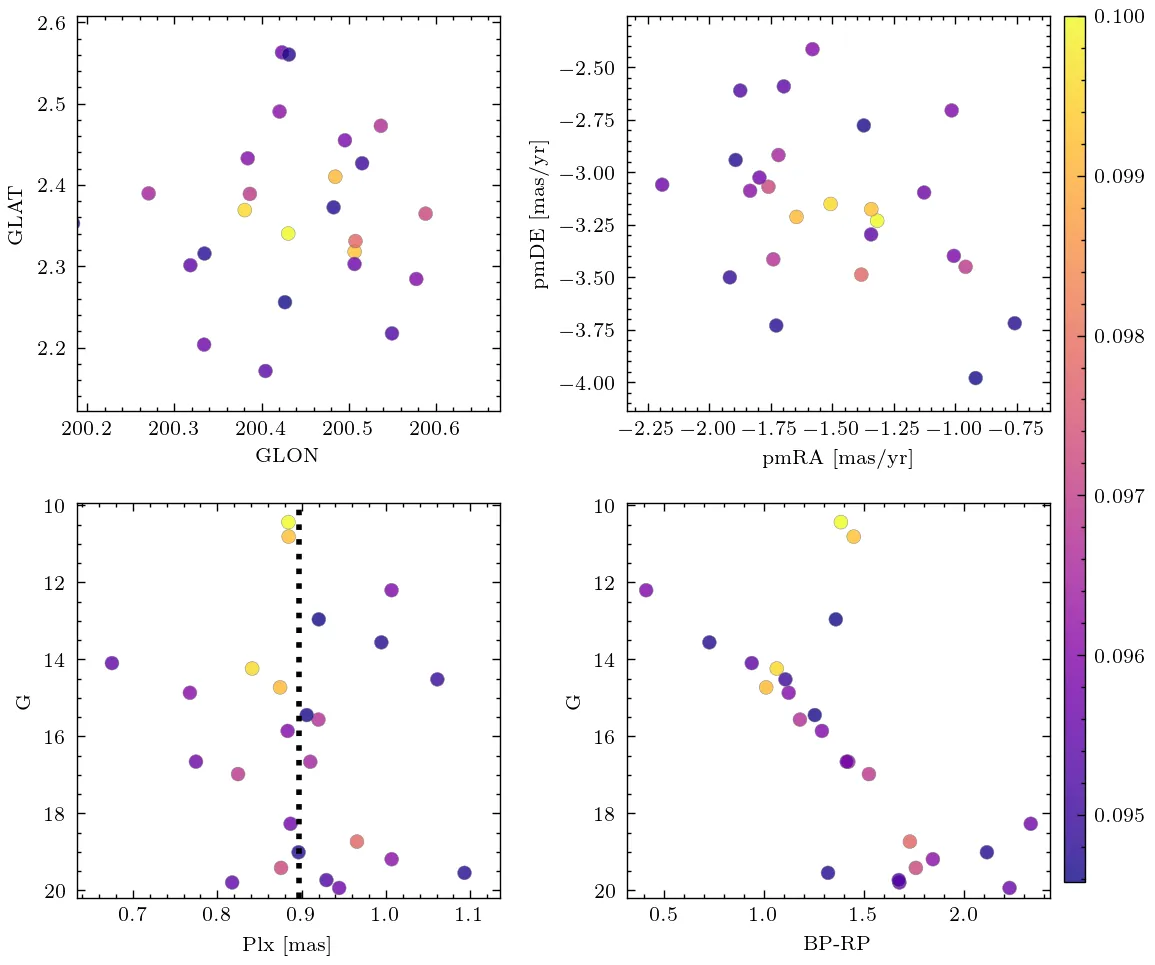 2.6
2.5
2.4
2.3
2.2
GLAT
200.2 200.3 200.4 200.5 200.6
GLON
−2.50
−2.75
−3.00
−3.25
−3.50
−3.75
−4.00
pmDE [mas/yr]
−2.25 −2.00 −1.75 −1.50 −1.25 −1.00 −0.75
pmRA [mas/yr]
0.100
0.099
0.098
0.097
0.096
0.095
10
12
14
16
18
20
G
0.7 0.8 0.9 1.0 1.1
Plx [mas]
10
12
14
16
18
20
G
0.5 1.0 1.5 2.0
BP-RP